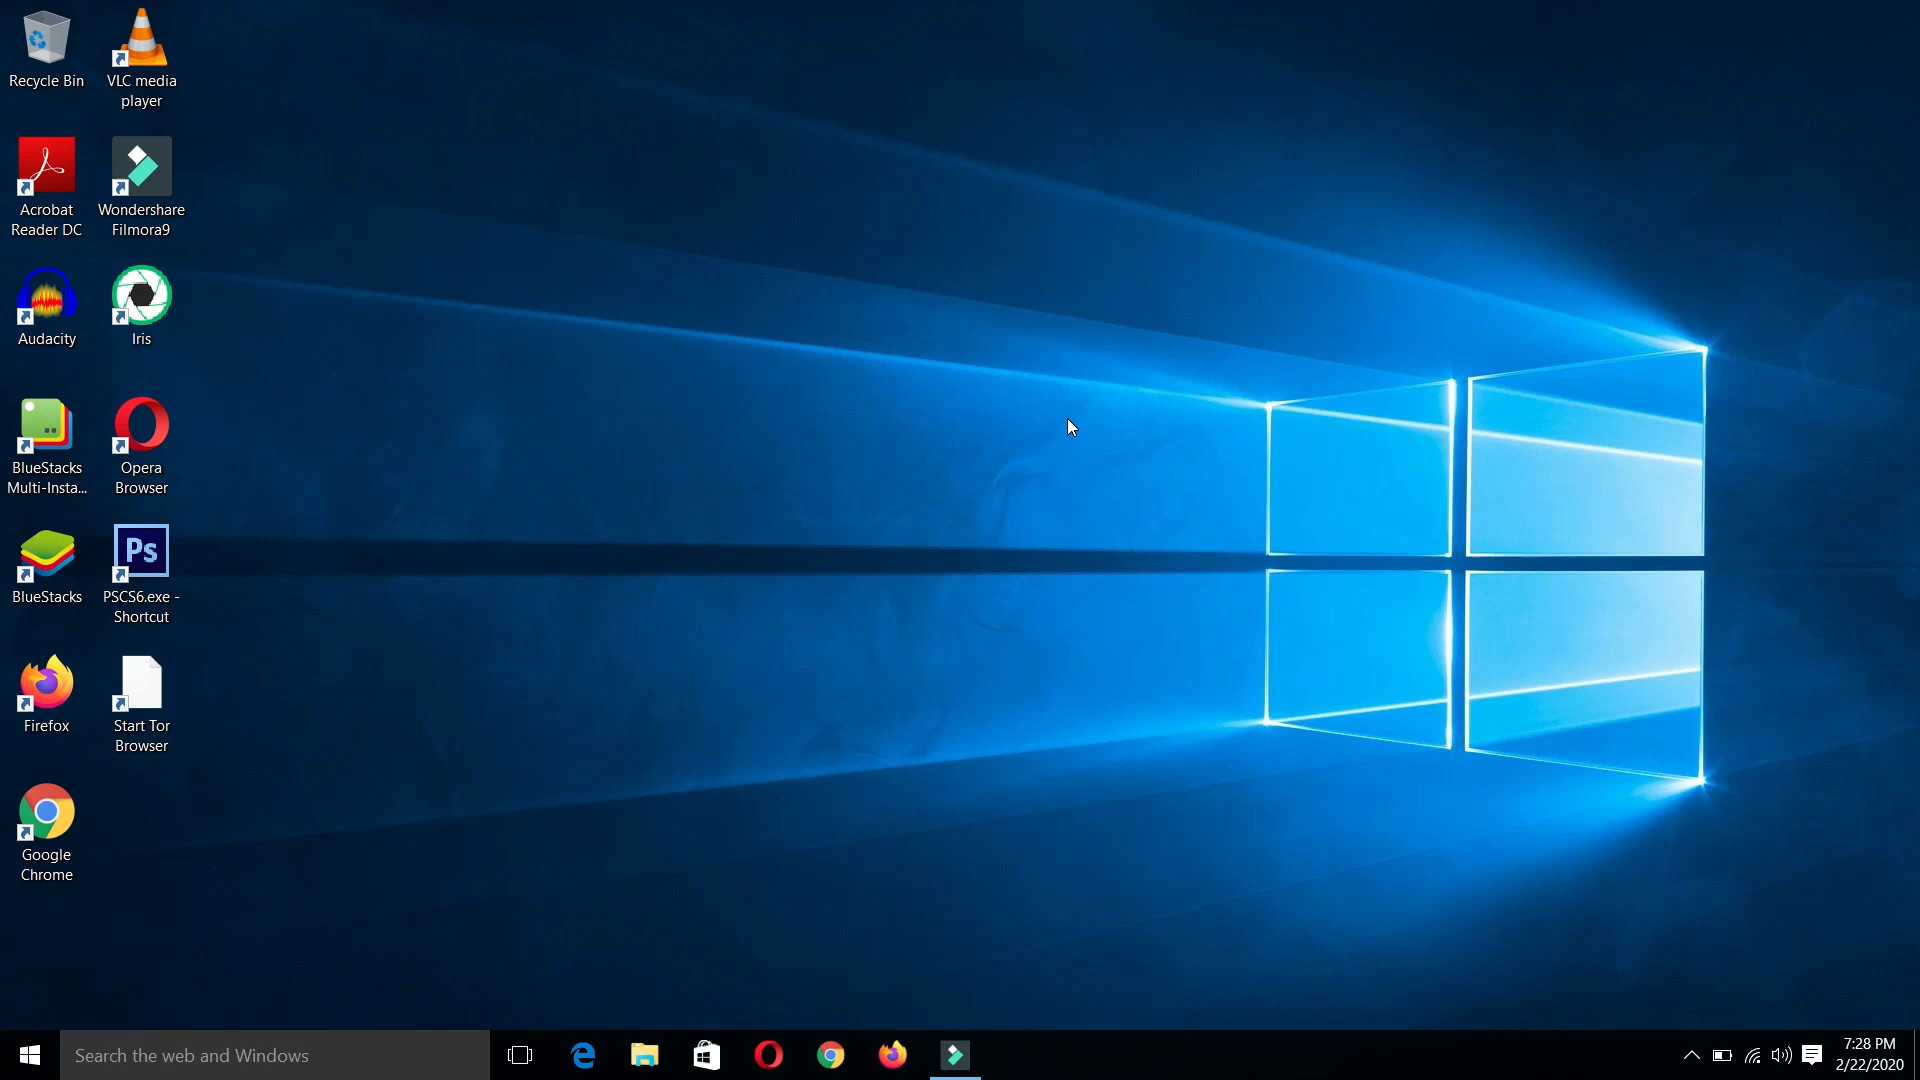 Recycle Bin
VLC media
player
Acrobat
Reader DC
Wondershare
Filmora9
Audacity
Iris
BlueStacks
Multi-Insta...
Opera
Browser
BlueStacks
Ps
PSCS6.exe -
Shortcut
Firefox
Start Tor
Browser
Google
Chrome
Search the web and Windows
7:28 PM
2/22/2020